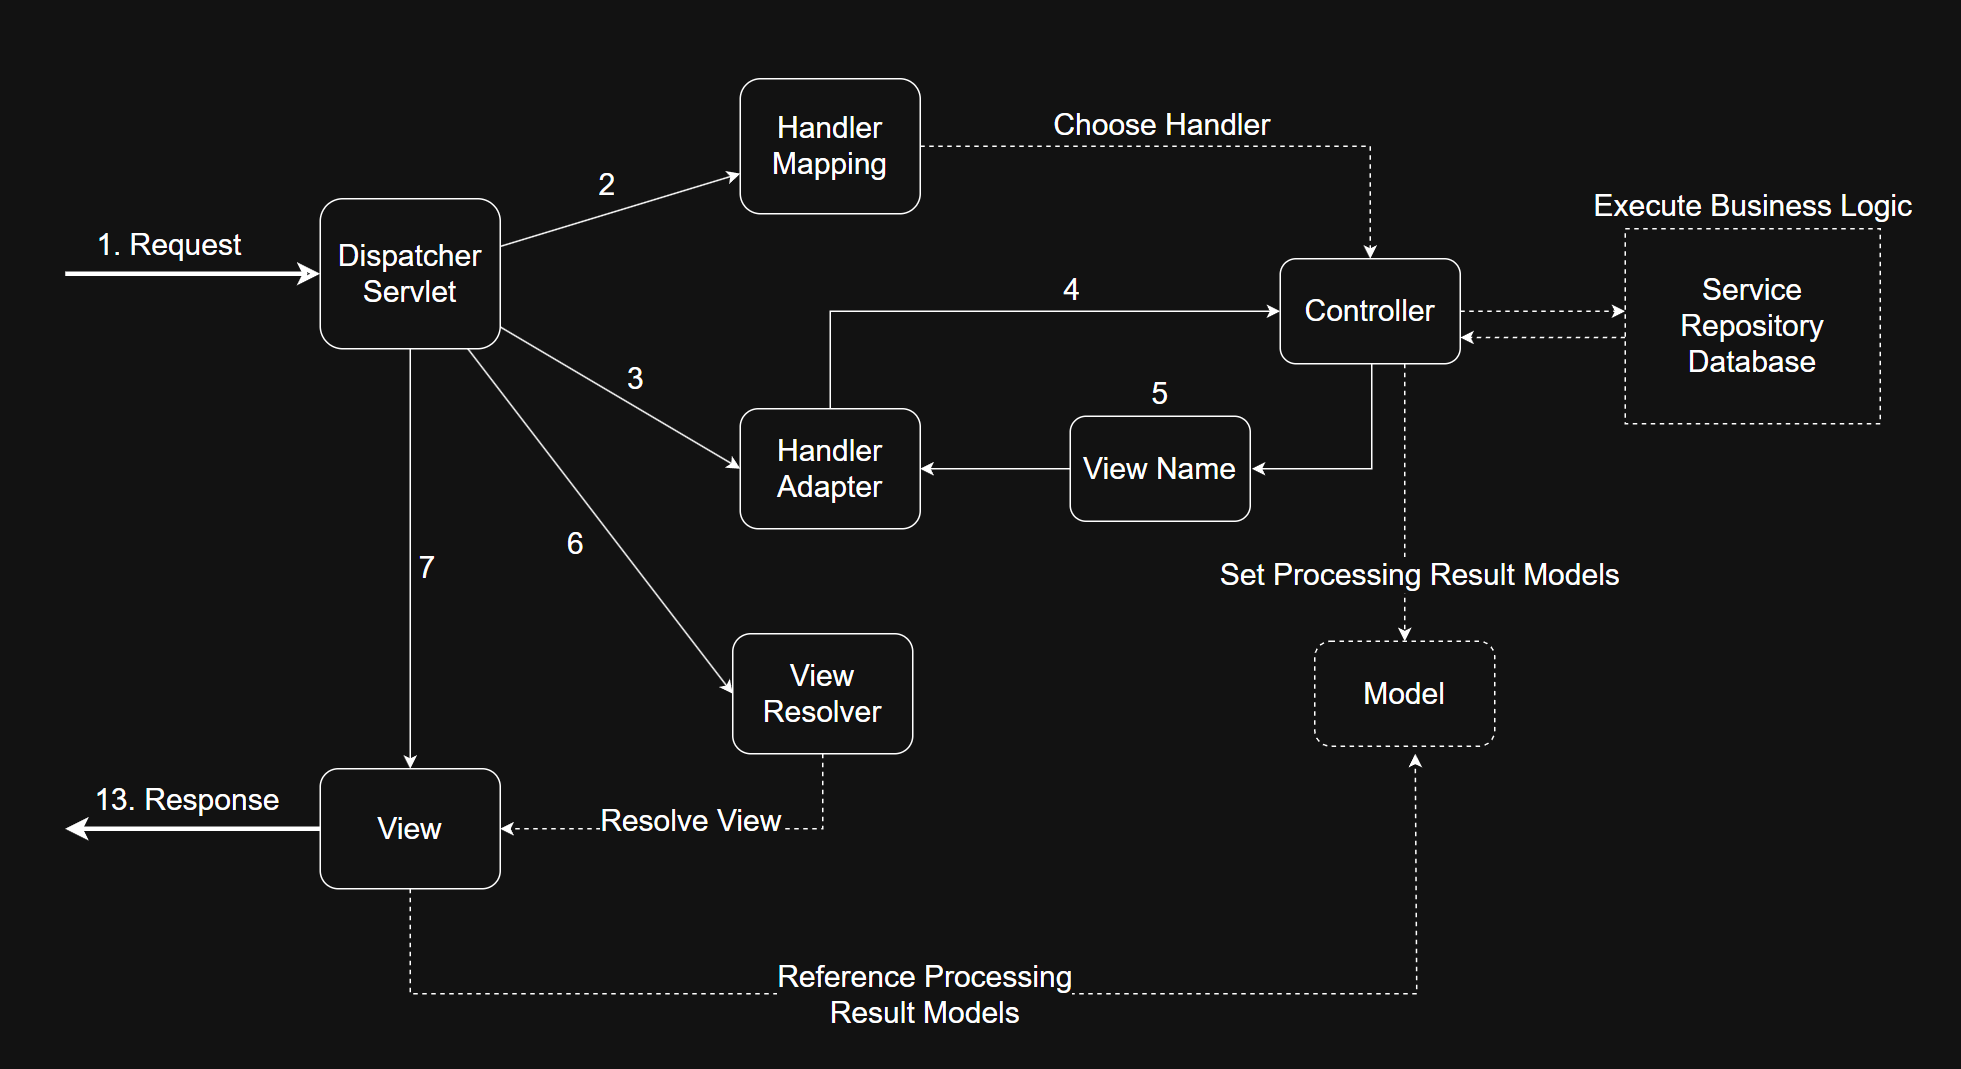 Handler
Mapping
Choose Handler
2
Execute Business Logic
1. Request
Dispatcher
Servlet
Service
Repository
Database
4
Controller
3
5
Handler
Adapter
View Name
6
7
Set Processing Result Models
View
Resolver
Model
13. Response
View
Resolve View
Reference Processing
Result Models